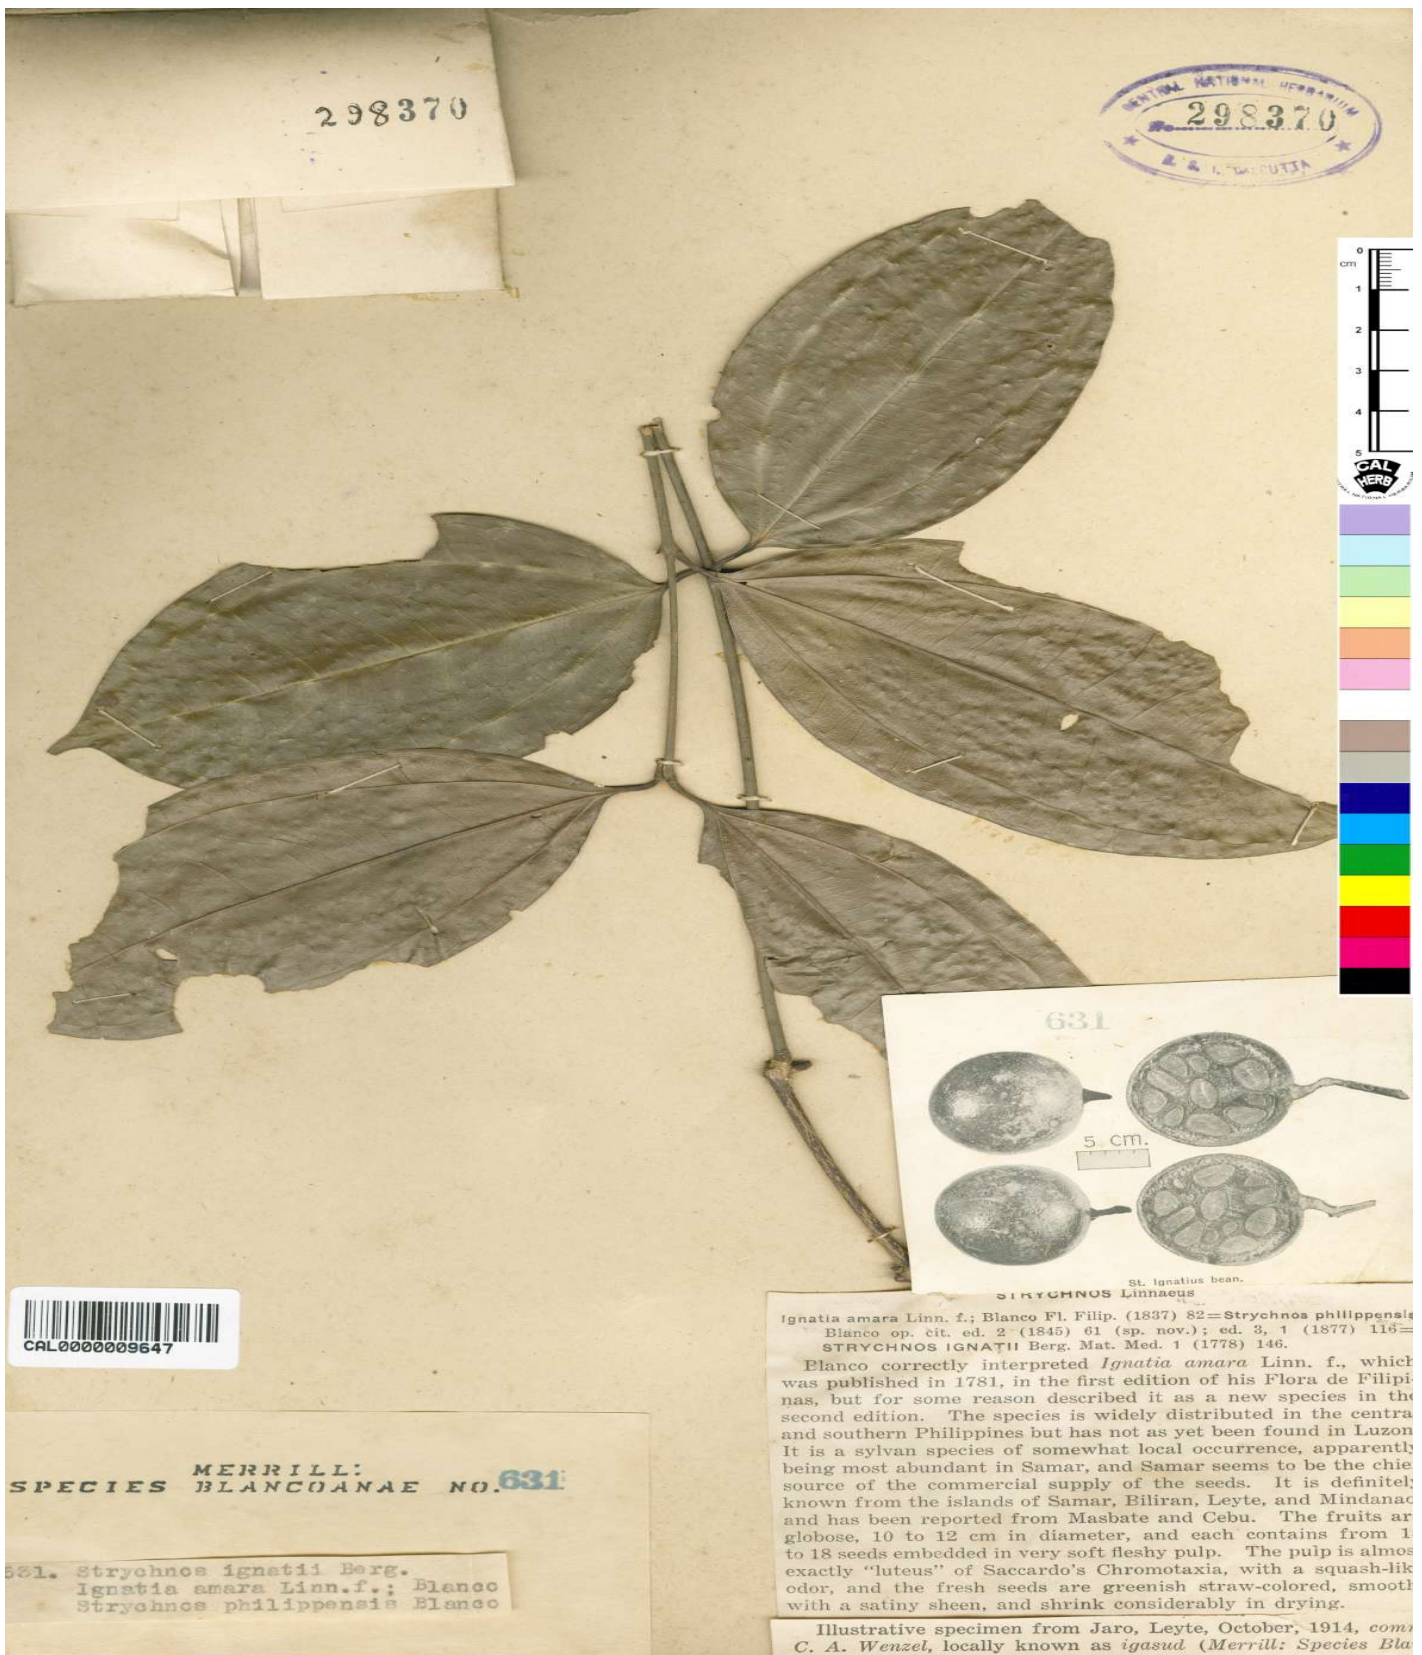 298370
CENTRAL NATIONAL HERBARIUM
No. 298370
B. S. I. CALCUTTA
0
cm
1
2
3
4
5
CAL
HERB
631
5 cm.
St. Ignatius bean.
STRYCHNOS Linnaeus
Ignatia amara Linn. f.; Blanco Fl. Filip. (1837) 82=Strychnos philippensis
Blanco op. cit. ed. 2 (1845) 61 (sp. nov.); ed. 3, 1 (1877) 116=
STRYCHNOS IGNATII Berg. Mat. Med. 1 (1778) 146.
Blanco correctly interpreted Ignatia amara Linn. f., which
was published in 1781, in the first edition of his Flora de Filipi-
nas, but for some reason described it as a new species in the
second edition. The species is widely distributed in the centra
and southern Philippines but has not as yet been found in Luzon
It is a sylvan species of somewhat local occurrence, apparently
being most abundant in Samar, and Samar seems to be the chie
source of the commercial supply of the seeds. It is definitely
known from the islands of Samar, Biliran, Leyte, and Mindanao
and has been reported from Masbate and Cebu. The fruits ar
globose, 10 to 12 cm in diameter, and each contains from 1
to 18 seeds embedded in very soft fleshy pulp. The pulp is almos
exactly "luteus" of Saccardo's Chromotaxia, with a squash-lik
odor, and the fresh seeds are greenish straw-colored, smooth
with a satiny sheen, and shrink considerably in drying.
Illustrative specimen from Jaro, Leyte, October, 1914, comm
C. A. Wenzel, locally known as igasud (Merrill: Species Bla
CAL0000009647
MERRILL:
SPECIES BLANCOANAE NO. 631
631. Strychnos ignatii Berg.
Ignatia amara Linn.f.; Blanco
Strychnos philippensis Blanco